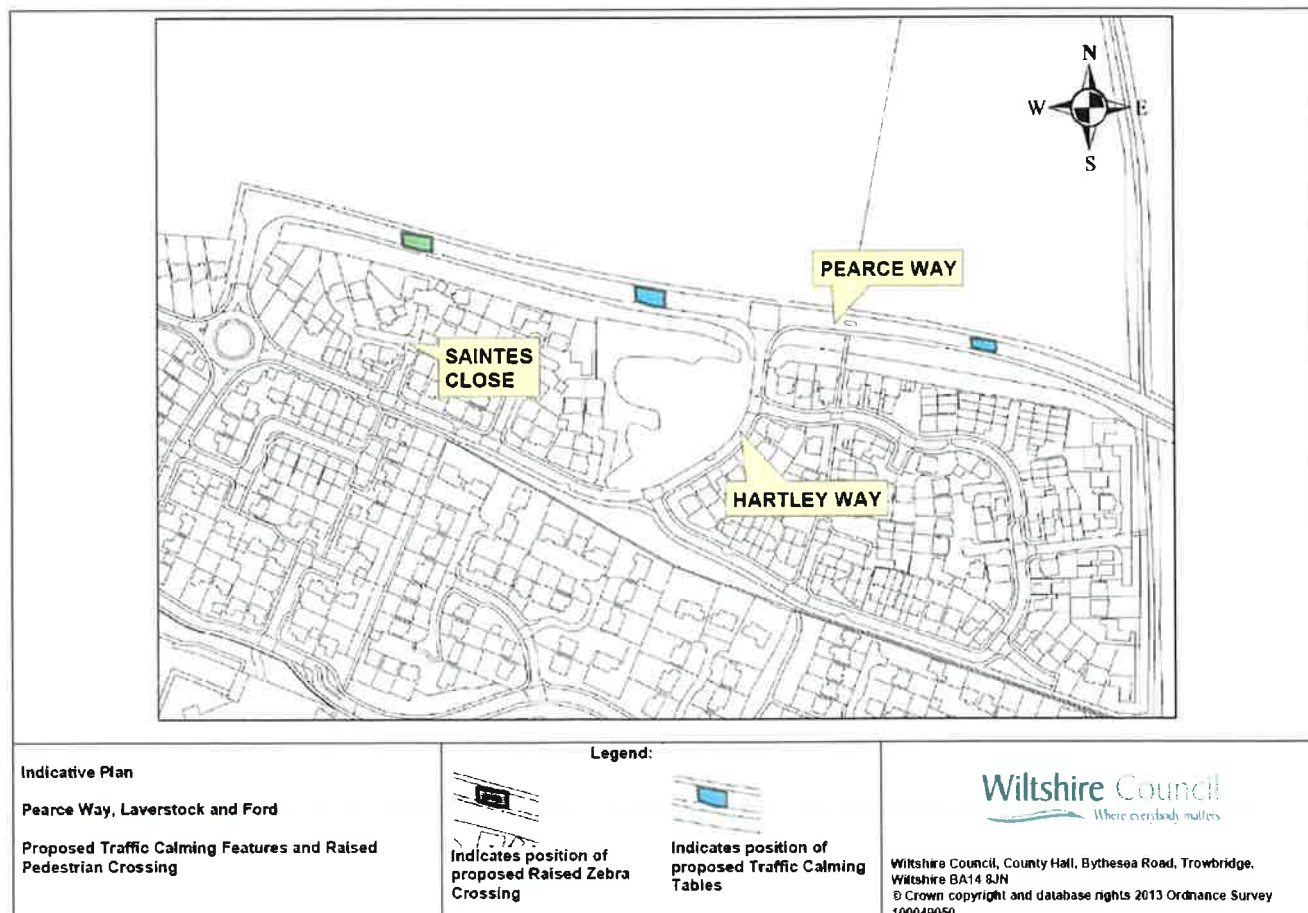 N
W
E
S
PEARCE WAY
SAINTES
CLOSE
HARTLEY WAY
Indicative Plan
Pearce Way, Laverstock and Ford
Proposed Traffic Calming Features and Raised
Pedestrian Crossing
Legend:
Indicates position of
proposed Raised Zebra
Crossing
Indicates position of
proposed Traffic Calming
Tables
Wiltshire Council
Where everybody matters
Wiltshire Council, County Hall, Bythesea Road, Trowbridge,
Wiltshire BA14 8JN
© Crown copyright and database rights 2013 Ordnance Survey
100049050